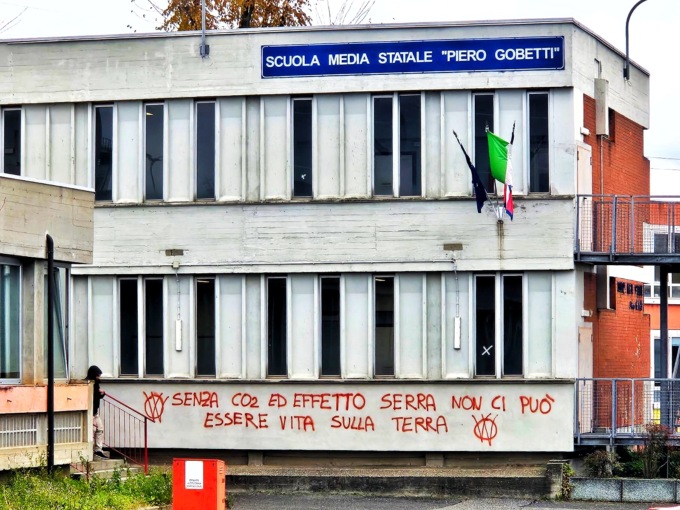 SCUOLA MEDIA STATALE "PIERO GOBETTI"
SENZA CO2 ED EFFETTO SERRA NON CI PUÒ
ESSERE VITA SULLA TERRA